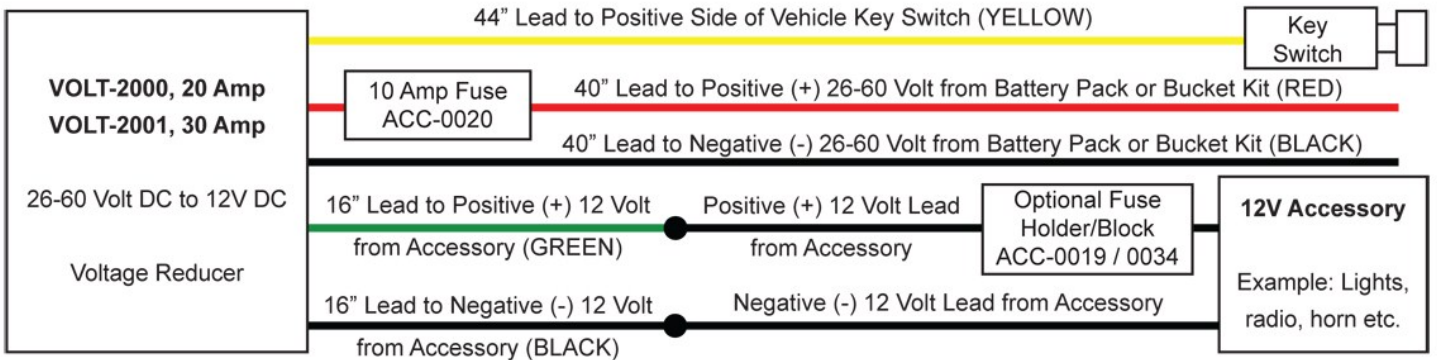 44” Lead to Positive Side of Vehicle Key Switch (YELLOW)
Key
Switch
VOLT-2000, 20 Amp
VOLT-2001, 30 Amp
26-60 Volt DC to 12V DC
Voltage Reducer
10 Amp Fuse
ACC-0020
40” Lead to Positive (+) 26-60 Volt from Battery Pack or Bucket Kit (RED)
40” Lead to Negative (-) 26-60 Volt from Battery Pack or Bucket Kit (BLACK)
16” Lead to Positive (+) 12 Volt
from Accessory (GREEN)
Positive (+) 12 Volt Lead
from Accessory
Optional Fuse
Holder/Block
ACC-0019 / 0034
12V Accessory
Example: Lights,
radio, horn etc.
16” Lead to Negative (-) 12 Volt
from Accessory (BLACK)
Negative (-) 12 Volt Lead from Accessory